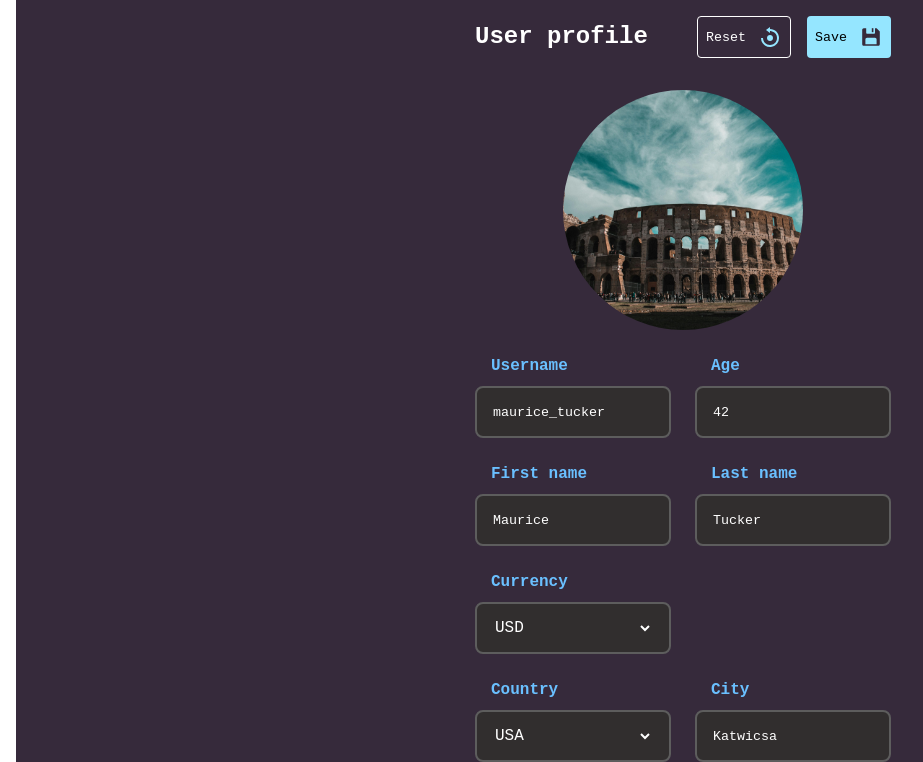 User profile
Reset
Save
Username
Age
maurice_tucker
42
First name
Last name
Maurice
Tucker
Currency
USD
Country
City
USA
Katwicsa